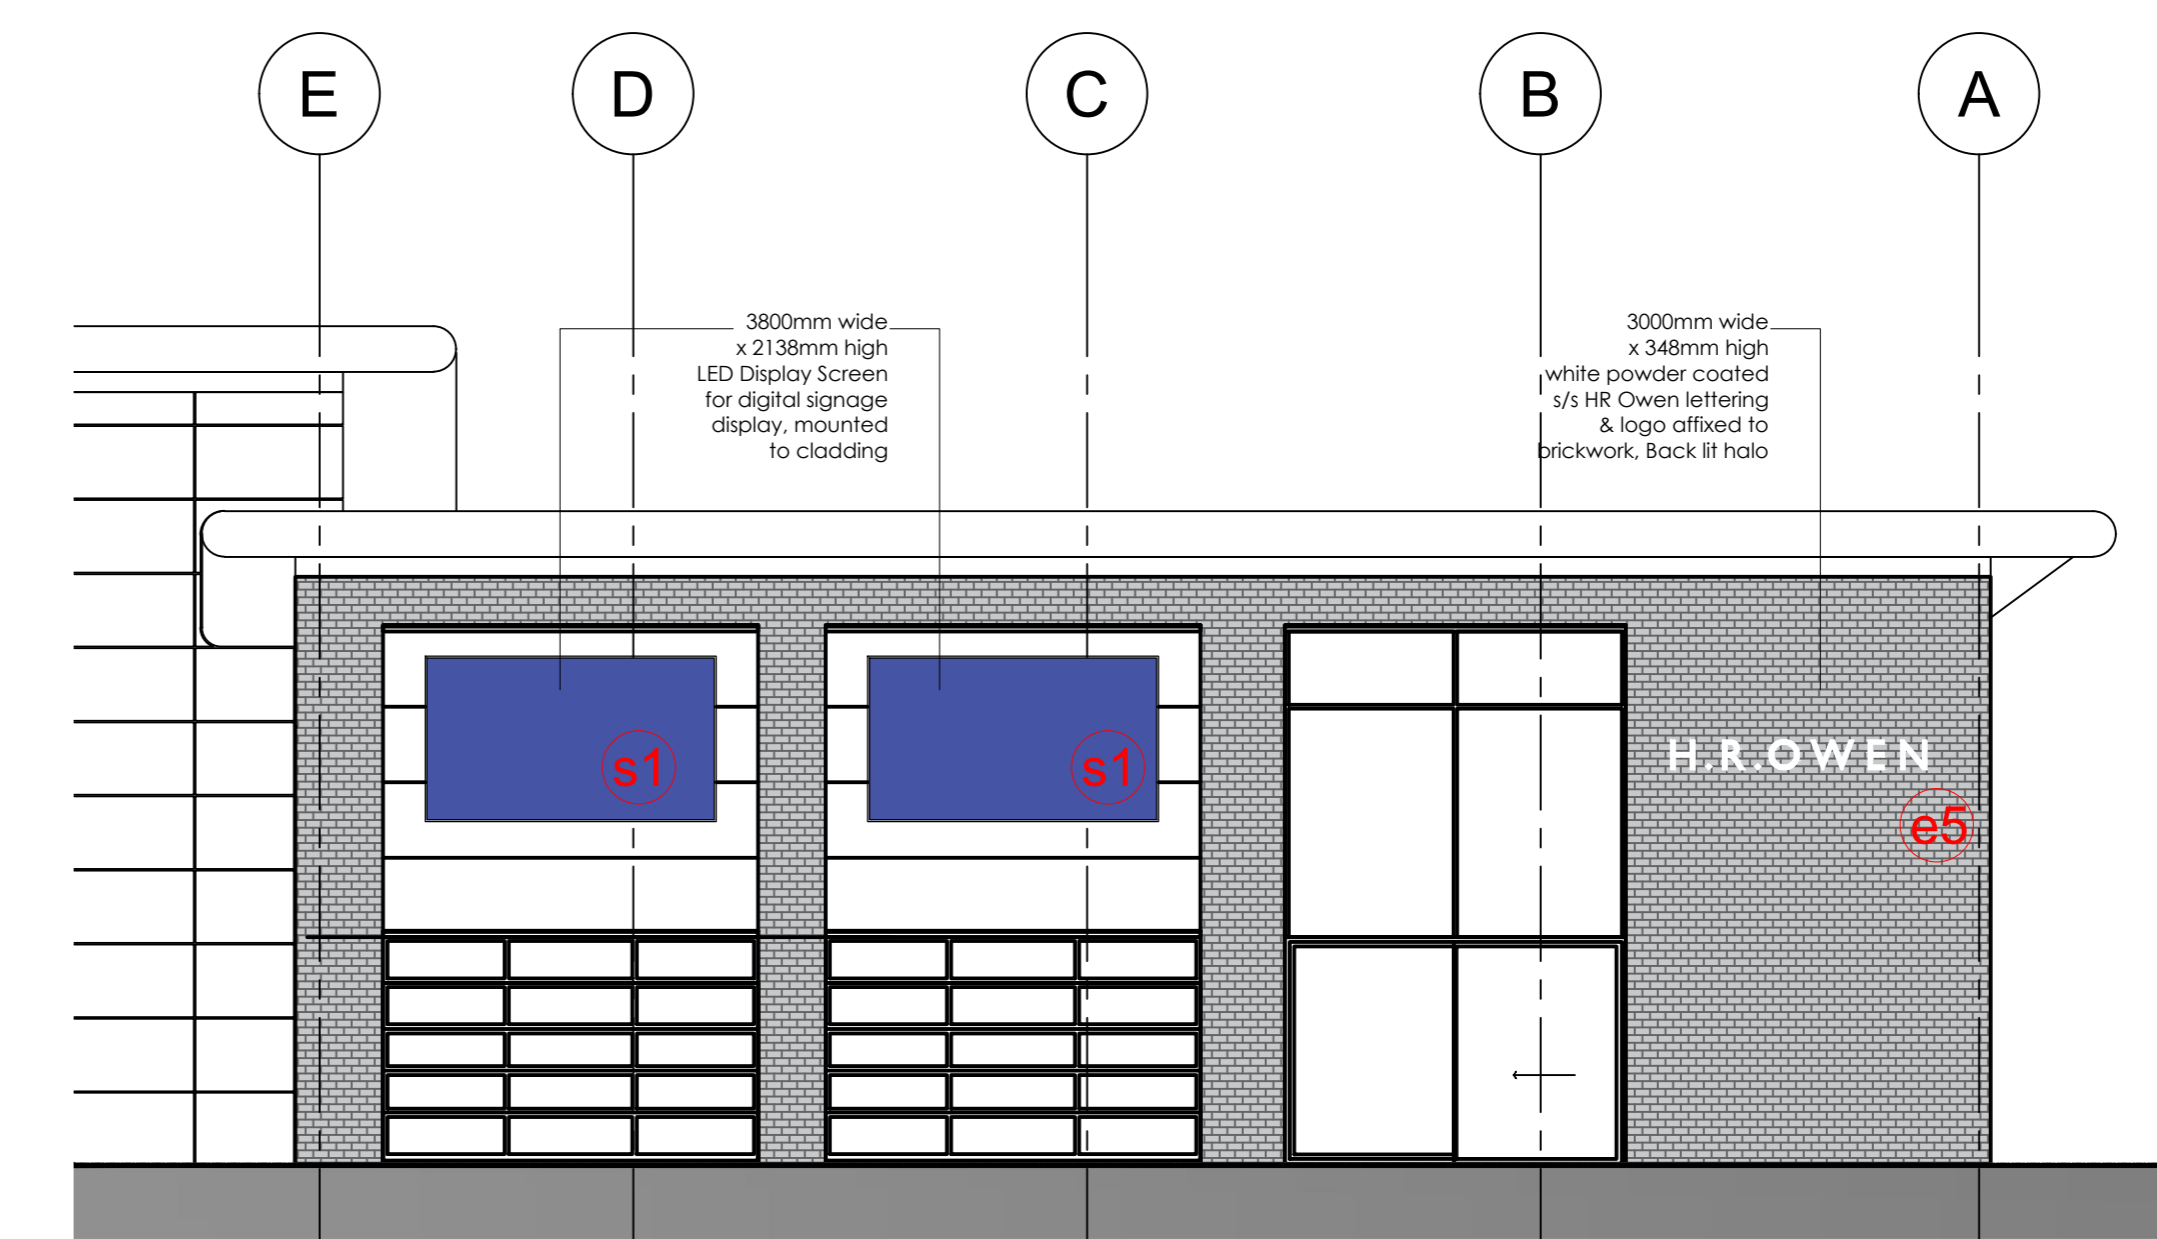 E
D
C
B
A
3800mm wide
x 2138mm high
LED Display Screen
for digital signage
display, mounted
to cladding
3000mm wide
x 348mm high
white powder coated
s/s HR Owen lettering
& logo affixed to
brickwork, Back lit halo
s1
s1
H.R.OWEN
e5